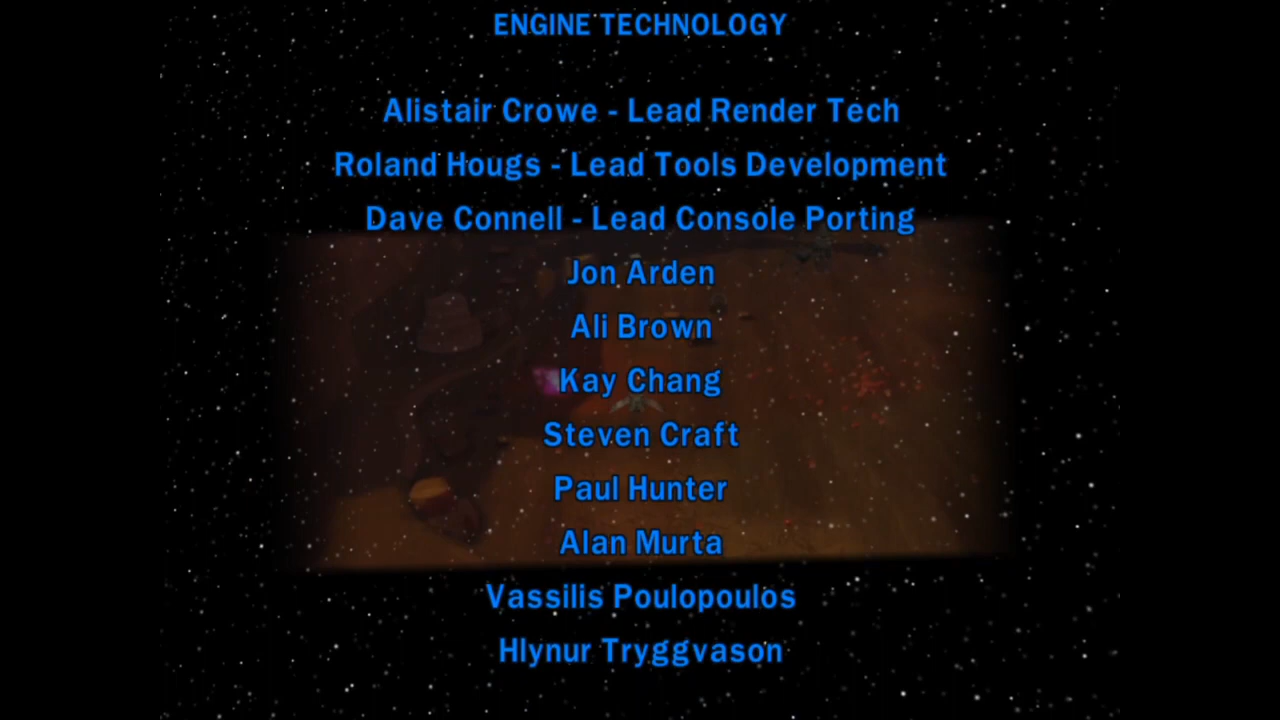 ENGINE TECHNOLOGY
Alistair Crowe - Lead Render Tech
Roland Hougs - Lead Tools Development
Dave Connell - Lead Console Porting
Jon Arden
Ali Brown
Kay Chang
Steven Craft
Paul Hunter
Alan Murta
Vassilis Poulopoulos
Hlynur Tryggvason